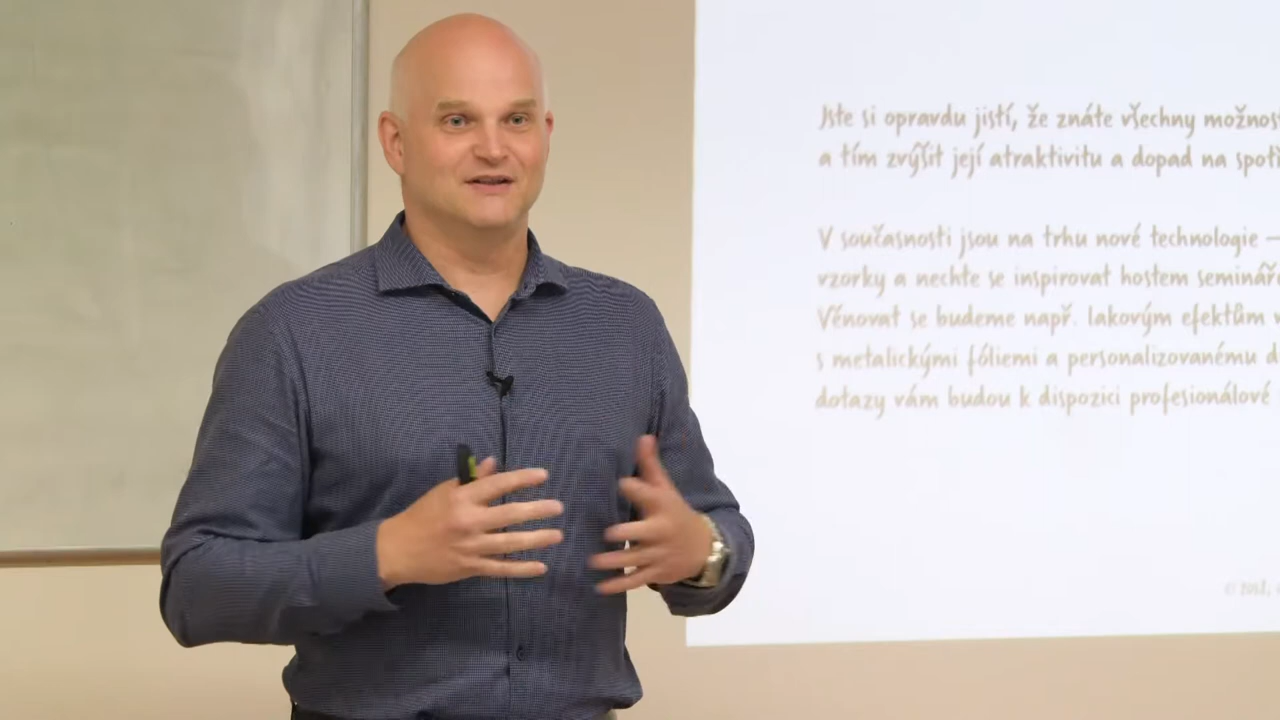 Jste si opravdu jistí, že znáte všechny možnos
a tím zvýšit její atraktivitu a dopad na spotř
V současnosti jsou na trhu nové technologie –
vzorky a nechte se inspirovat hostem seminářů
Věnovat se budeme např. lakovým efektům
s metalickými fóliemi a personalizovanému d
dotazy vám budou k dispozici profesionálové